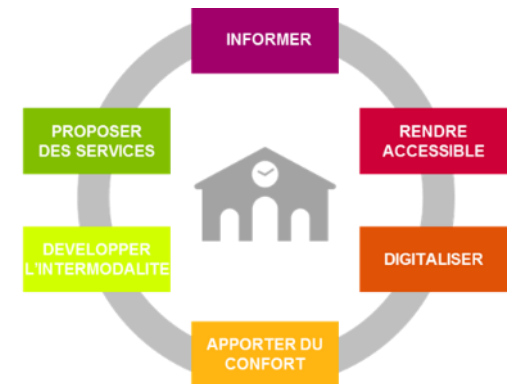 INFORMER
PROPOSER
DES SERVICES
RENDRE
ACCESSIBLE
DEVELOPPER
L'INTERMODALITE
DIGITALISER
APPORTER DU
CONFORT